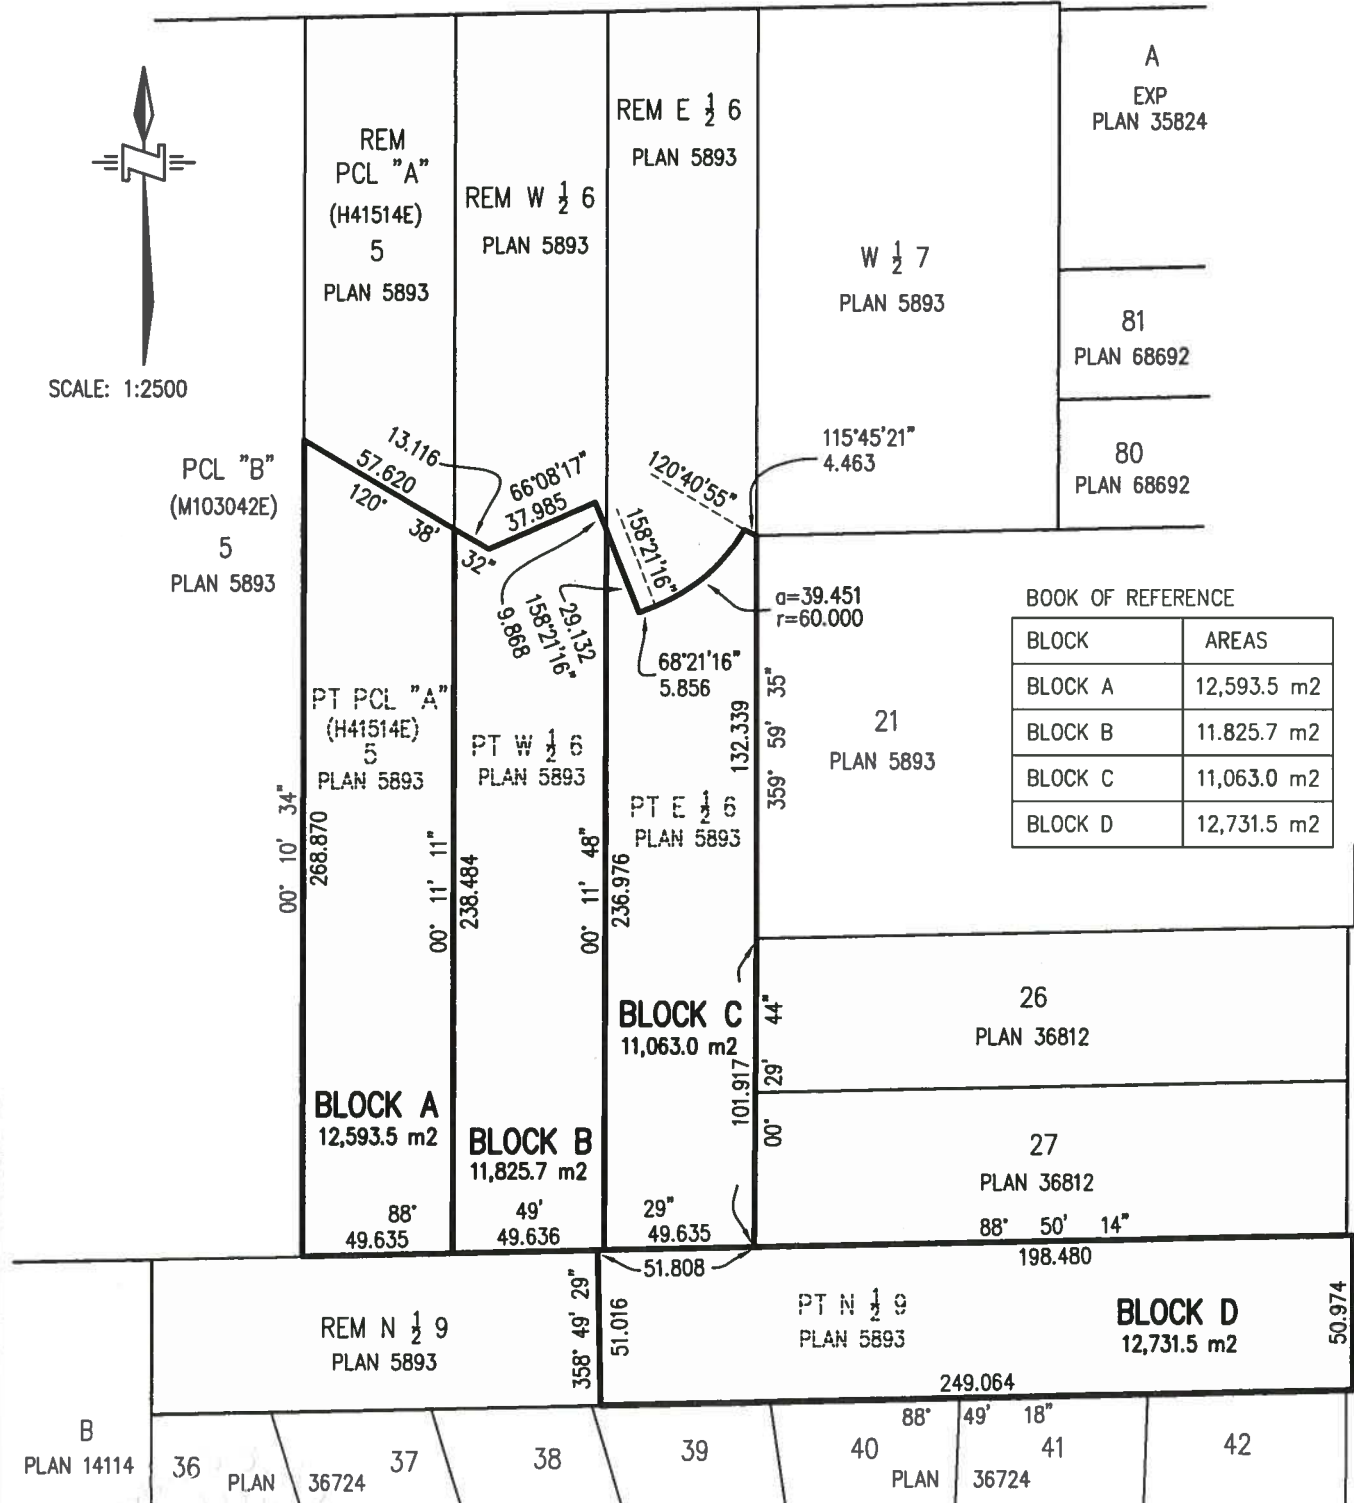 A
EXP
PLAN 35824
REM E 1/2 6
PLAN 5893
REM
PCL "A"
(H41514E)
5
PLAN 5893
REM W 1/2 6
PLAN 5893
W 1/2 7
PLAN 5893
81
PLAN 68692
SCALE: 1:2500
80
PLAN 68692
115°45'21"
4.463
PCL "B"
(M103042E)
5
PLAN 5893
13.116
57.620
120° 38' 32"
66°08'17"
37.985
120°40'55"
158°21'16"
9.868
158°21'16"
29.132
a=39.451
r=60.000
68°21'16"
5.856
BOOK OF REFERENCE
BLOCK AREAS
BLOCK A 12,593.5 m2
BLOCK B 11.825.7 m2
BLOCK C 11,063.0 m2
BLOCK D 12,731.5 m2
PT PCL "A"
(H41514E)
5
PLAN 5893
PT W 1/2 6
PLAN 5893
PT E 1/2 6
PLAN 5893
132.339
359° 59' 35"
21
PLAN 5893
00° 10' 34"
268.870
00° 11' 11"
238.484
00° 11' 48"
236.976
26
PLAN 36812
BLOCK C
11,063.0 m2
101.917
00° 29' 44"
BLOCK A
12,593.5 m2
BLOCK B
11,825.7 m2
27
PLAN 36812
88° 49' 29"
49.635
49.636
49.635
88° 50' 14"
198.480
51.808
REM N 1/2 9
PLAN 5893
358° 49' 29"
51.016
PT N 1/2 9
PLAN 5893
BLOCK D
12,731.5 m2
50.974
249.064
88° 49' 18"
B
PLAN 14114
36
37
38
39
40
41
42
PLAN 36724
PLAN 36724